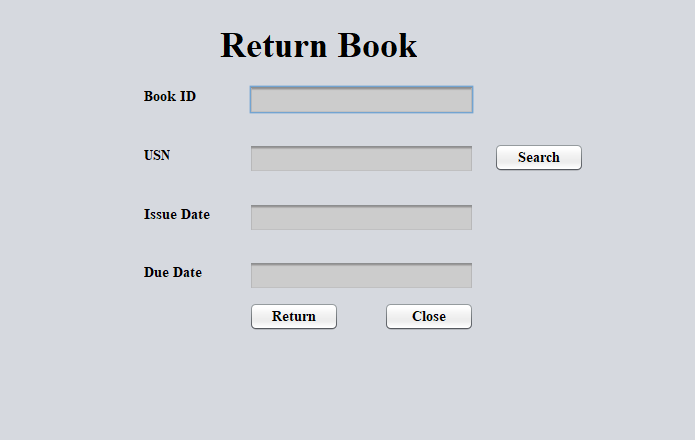 Return Book
Book ID
USN
Search
Issue Date
Due Date
Return
Close